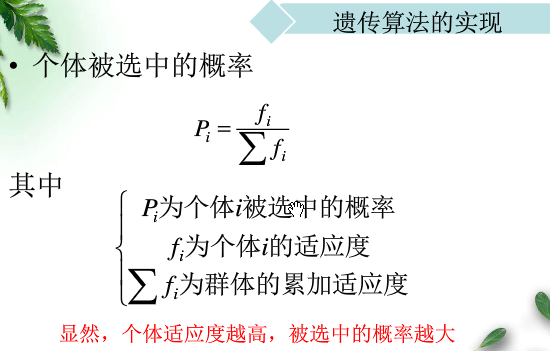 遗传算法的实现
• 个体被选中的概率
P_i = f_i / ∑ f_i
其中
P_i为个体i被选中的概率
f_i为个体i的适应度
∑ f_i为群体的累加适应度
显然，个体适应度越高，被选中的概率越大